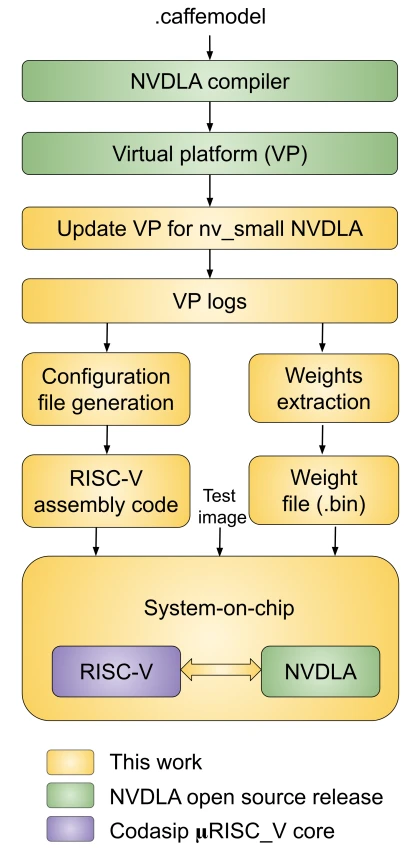 .caffemodel
NVDLA compiler
Virtual platform (VP)
Update VP for nv_small NVDLA
VP logs
Configuration
file generation
Weights
extraction
RISC-V
assembly code
Test
image
Weight
file (.bin)
System-on-chip
RISC-V
NVDLA
This work
NVDLA open source release
Codasip μRISC_V core